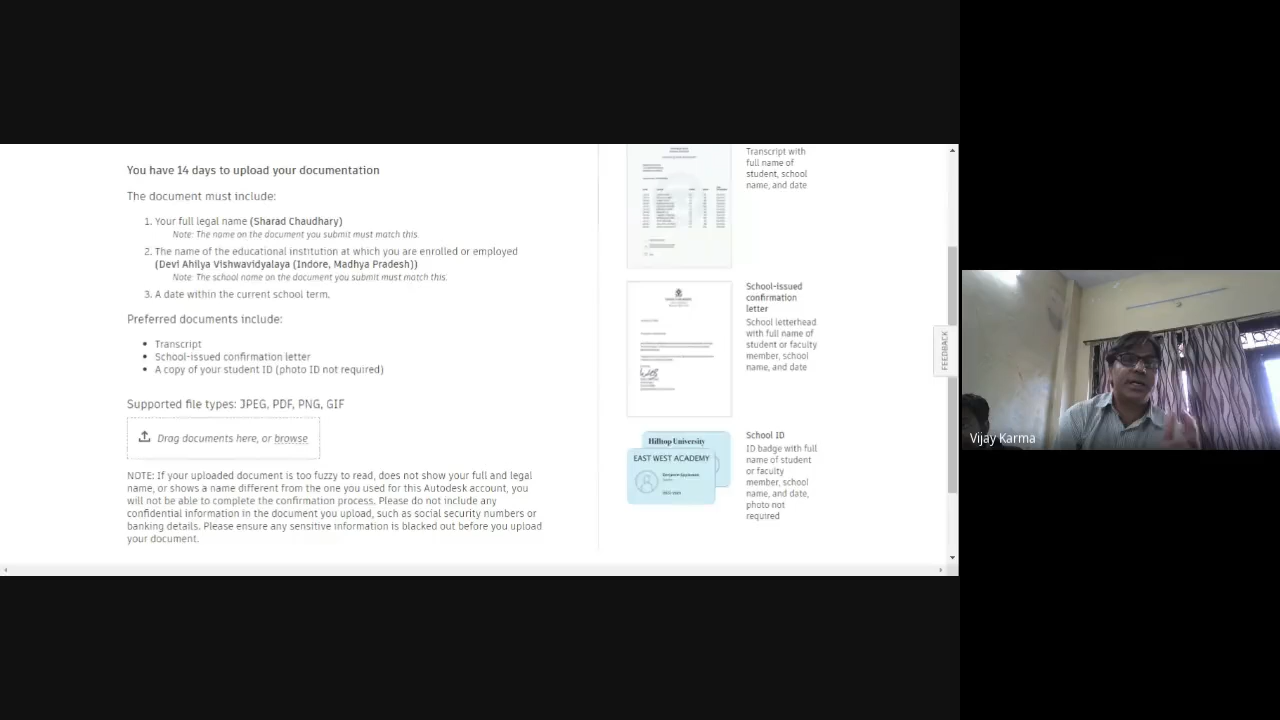 You have 14 days to upload your documentation
The document must include:
1. Your full legal name (Sharad Chaudhary)
Note: The name on the document you submit must match this.
2. The name of the educational institution at which you are enrolled or employed
(Devi Ahilya Vishwavidyalaya (Indore, Madhya Pradesh))
Note: The school name on the document you submit must match this.
3. A date within the current school term.
Preferred documents include:
• Transcript
• School-issued confirmation letter
• A copy of your student ID (photo ID not required)
Supported file types: JPEG, PDF, PNG, GIF
Drag documents here, or browse
NOTE: If your uploaded document is too fuzzy to read, does not show your full and legal
name, or shows a name different from the one you used for this Autodesk account, you
will not be able to complete the confirmation process. Please do not include any
confidential information in the document you upload, such as social security numbers or
banking details. Please ensure any sensitive information is blacked out before you upload
your document.
Transcript with
full name of
student, school
name, and date
School-issued
confirmation
letter
School letterhead
with full name of
student or faculty
member, school
name, and date
Hilltop University
EAST WEST ACADEMY
School ID
ID badge with full
name of student
or faculty
member, school
name, and date,
photo not
required
FEEDBACK
Vijay Karma